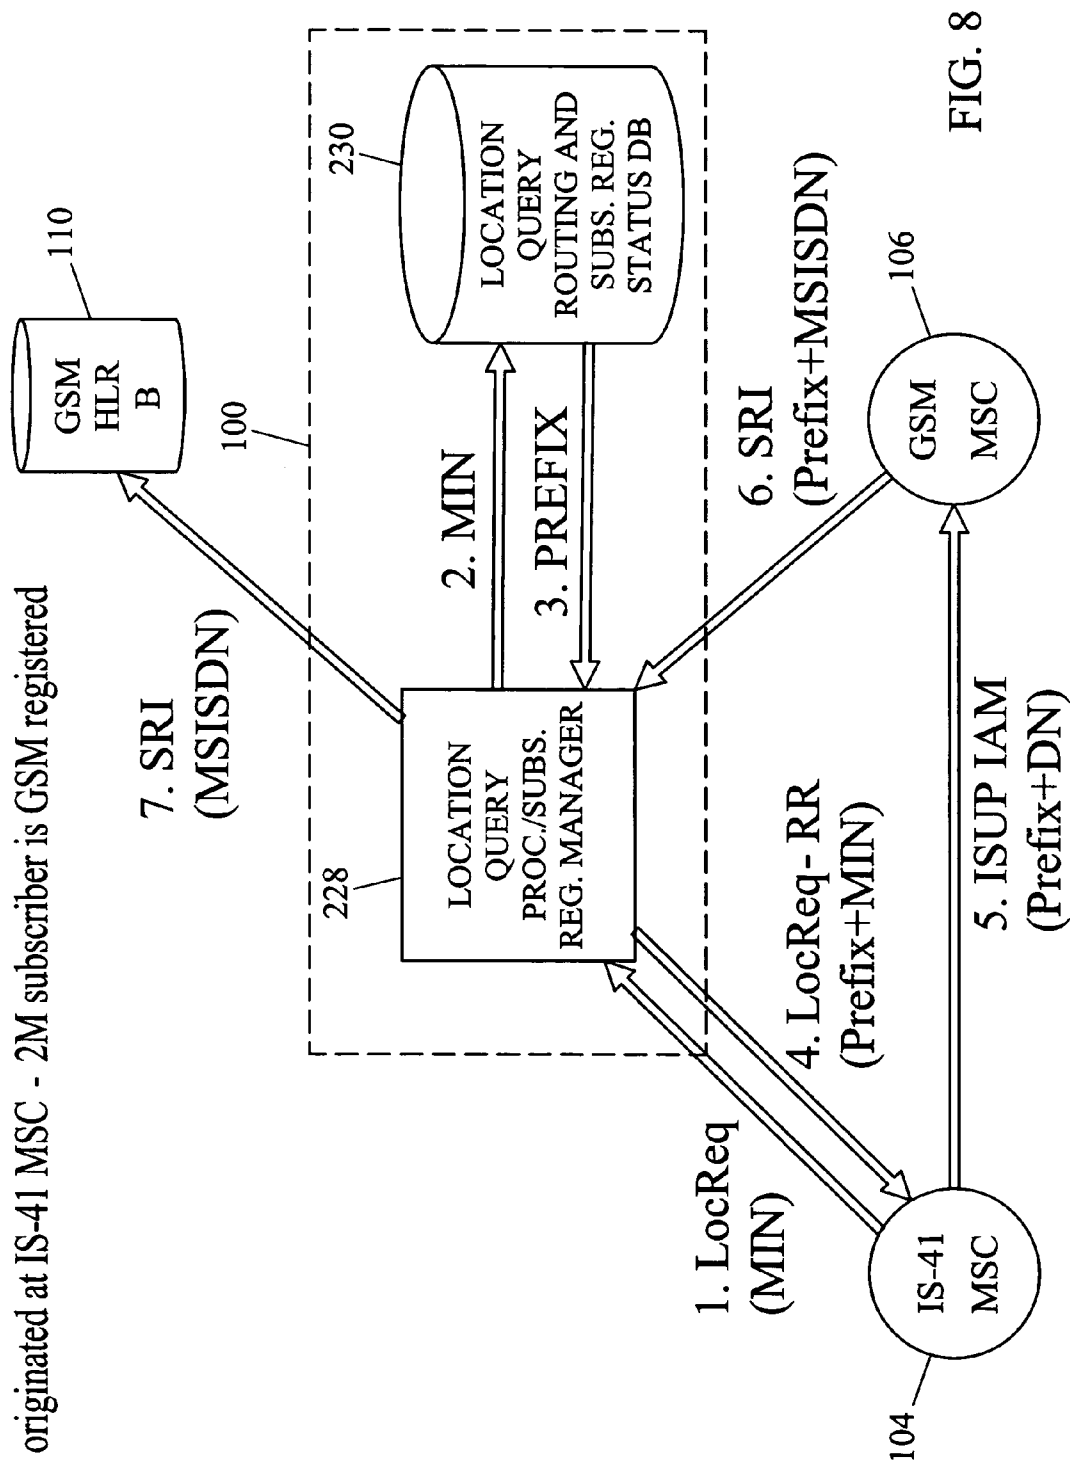 originated at IS-41 MSC - 2M subscriber is GSM registered
110
GSM
HLR
B
7. SRI
(MSISDN)
100
228
LOCATION
QUERY
PROC./SUBS.
REG. MANAGER
2. MIN
3. PREFIX
230
LOCATION
QUERY
ROUTING AND
SUBS. REG.
STATUS DB
1. LocReq
(MIN)
4. LocReq-RR
(Prefix+MIN)
6. SRI
(Prefix+MSISDN)
104
IS-41
MSC
5. ISUP IAM
(Prefix+DN)
106
GSM
MSC
FIG. 8